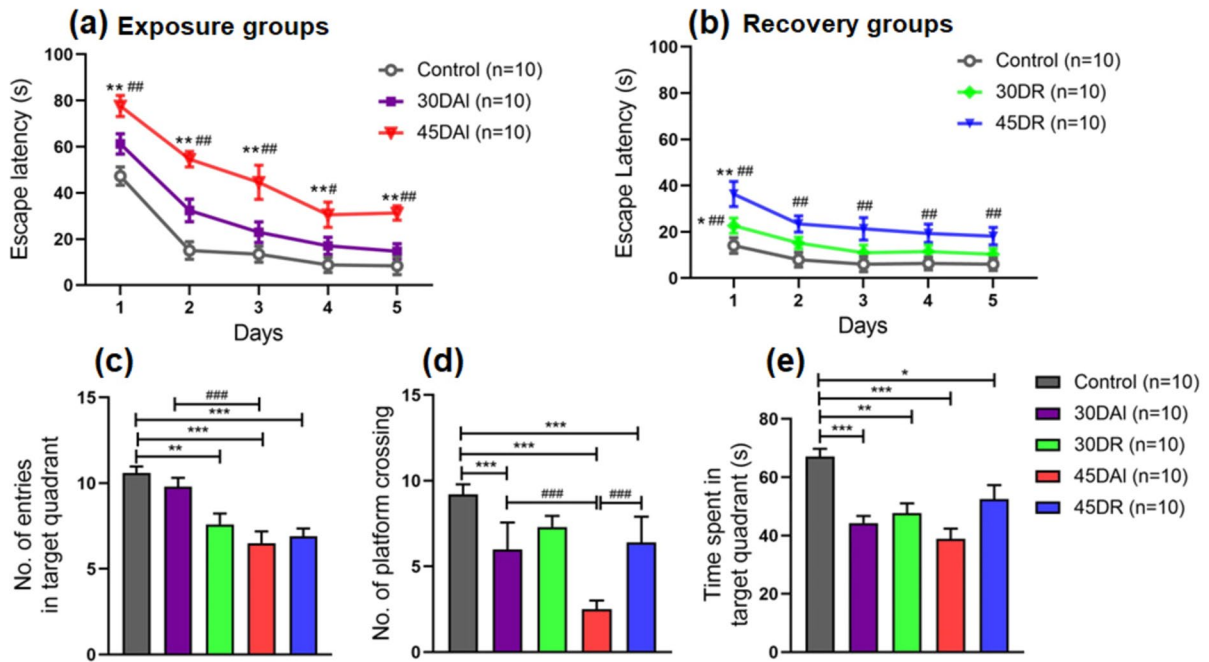 (a) Exposure groups
Escape latency (s)
100
80
60
40
20
0
** ##
** ##
**##
**#
**##
Control (n=10)
30DAI (n=10)
45DAI (n=10)
1 2 3 4 5
Days
(b) Recovery groups
Escape Latency (s)
100
80
60
40
20
0
** ##
* ##
##
##
##
##
Control (n=10)
30DR (n=10)
45DR (n=10)
1 2 3 4 5
Days
(c)
No. of entries
in target quadrant
15
10
5
0
###
***
***
**
(d)
No. of platform crossing
15
10
5
0
***
***
***
###
###
(e)
Time spent in
target quadrant (s)
80
60
40
20
0
*
***
**
***
Control (n=10)
30DAI (n=10)
30DR (n=10)
45DAI (n=10)
45DR (n=10)